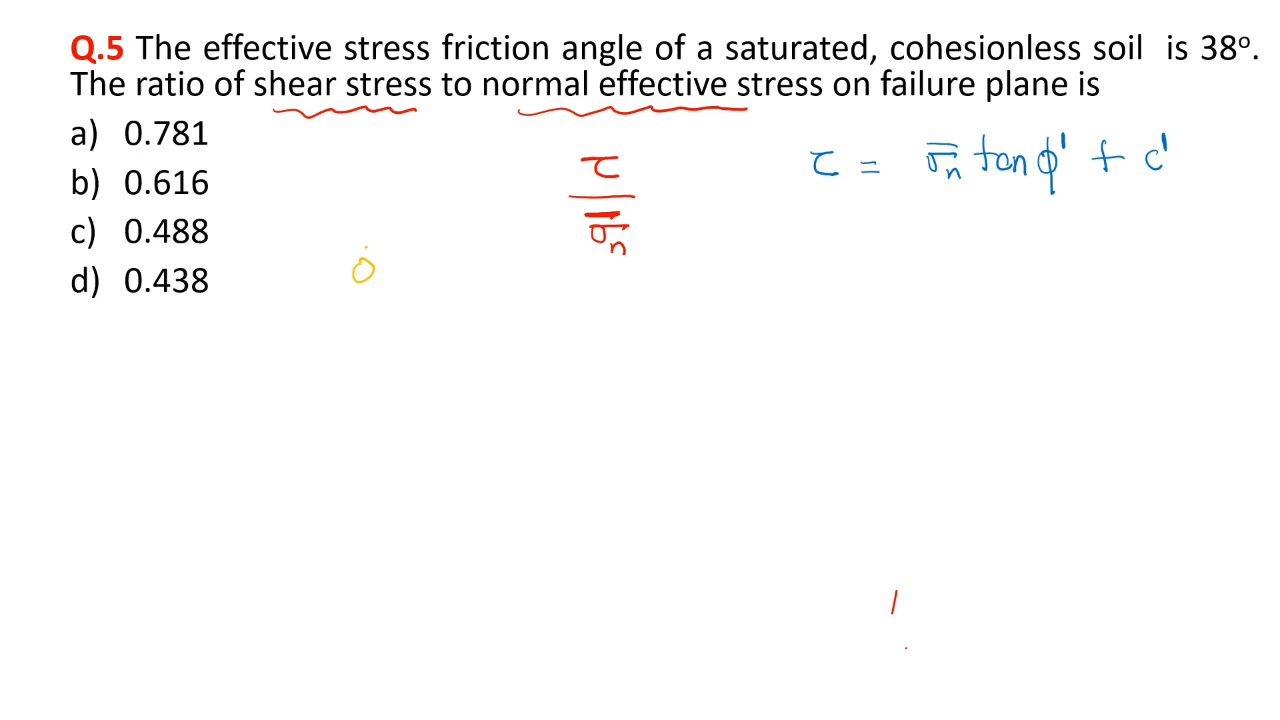 Q.5 The effective stress friction angle of a saturated, cohesionless soil is 38º.
The ratio of shear stress to normal effective stress on failure plane is
a) 0.781
b) 0.616
c) 0.488
d) 0.438
τ / σ̅n
τ = σ̅n tan ϕ' + c'